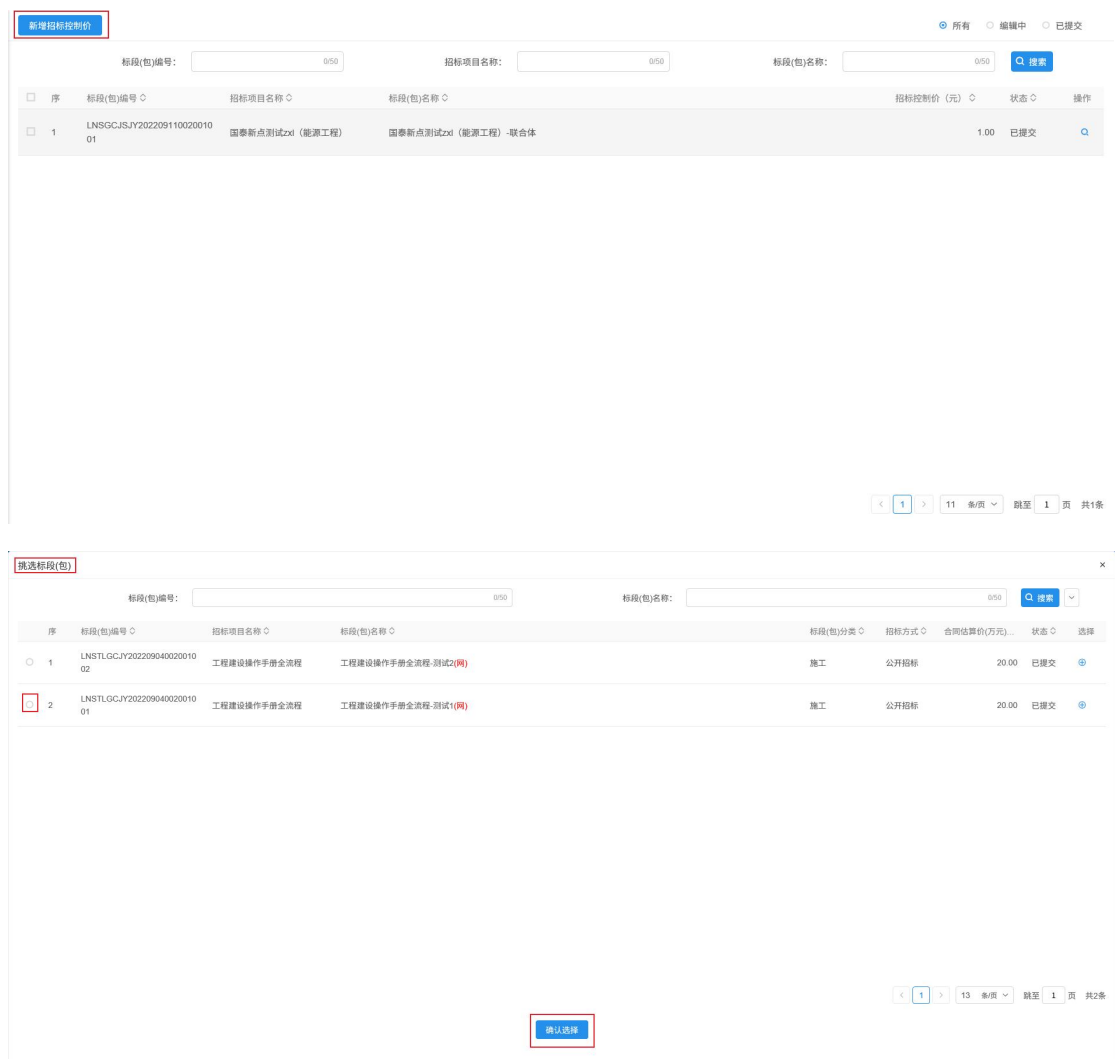 新增招标控制价 所有 编辑中 已提交
标段(包)编号: 0/50 招标项目名称: 0/50 标段(包)名称: 0/50 搜索
序 标段(包)编号 招标项目名称 标段(包)名称 招标控制价（元） 状态 操作
1 LNSGCJSJY202209110020010 国泰新点测试zxl（能源工程） 国泰新点测试zxl（能源工程）-联合体 1.00 已提交
01
1 11 条/页 跳至 1 页 共1条
挑选标段(包) ×
标段(包)编号: 0/50 标段(包)名称: 0/50 搜索
序 标段(包)编号 招标项目名称 标段(包)名称 标段(包)分类 招标方式 合同估算价(万元)... 状态 选择
1 LNSTLGCJY202209040020010 工程建设操作手册全流程 工程建设操作手册全流程-测试2(网) 施工 公开招标 20.00 已提交
02
2 LNSTLGCJY202209040020010 工程建设操作手册全流程 工程建设操作手册全流程-测试1(网) 施工 公开招标 20.00 已提交
01
1 13 条/页 跳至 1 页 共2条
确认选择